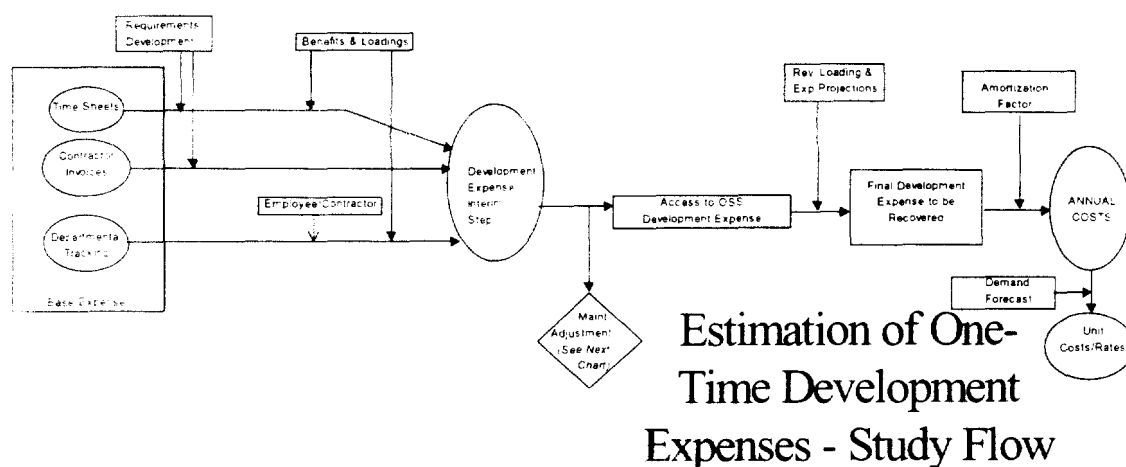 Requirements
Development
Benefits & Loadings
Time Sheets
Contractor
Invoices
Employee/Contractor
Departmental
Tracking
Base Expense
Development
Expense
Interim
Step
Maint
Adjustment
(See Next
Chart)
Access to OSS
Development Expense
Rev. Loading &
Exp Projections
Final Development
Expense to be
Recovered
Amortization
Factor
ANNUAL
COSTS
Demand
Forecast
Unit
Costs/Rates
Estimation of One-
Time Development
Expenses - Study Flow